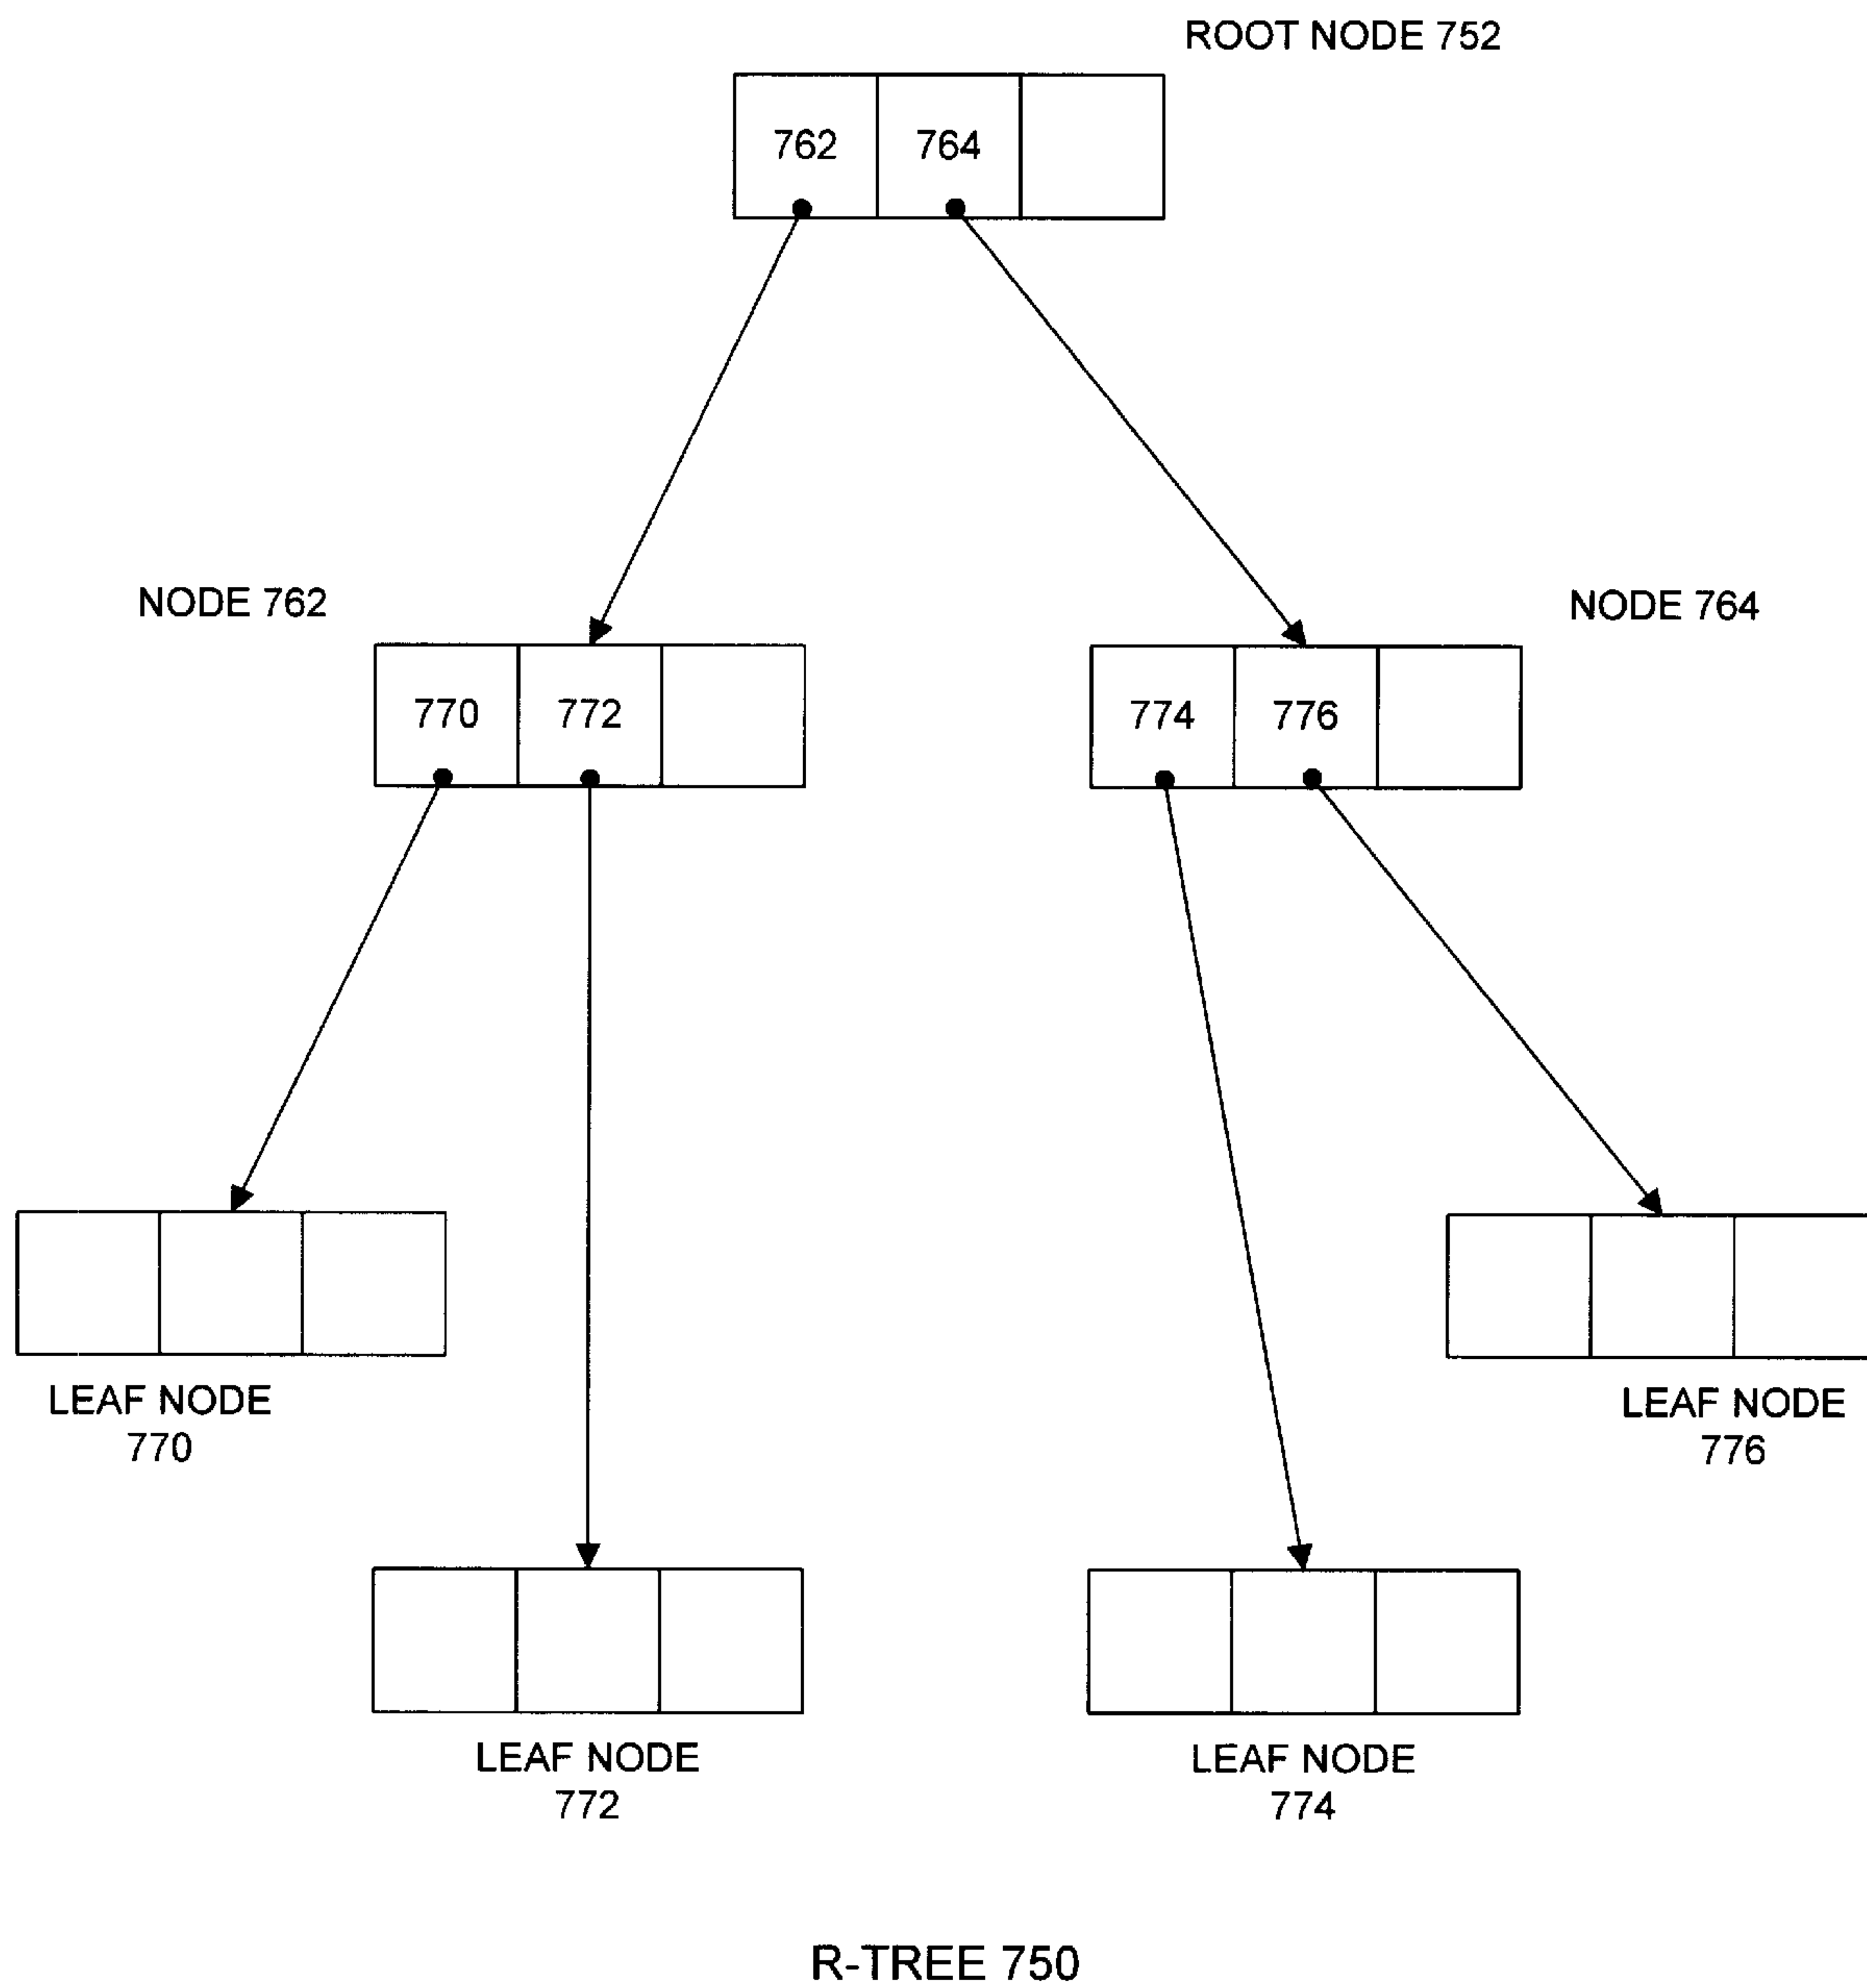 ROOT NODE 752
762 764
NODE 762
NODE 764
770 772
774 776
LEAF NODE
770
LEAF NODE
776
LEAF NODE
772
LEAF NODE
774
R-TREE 750